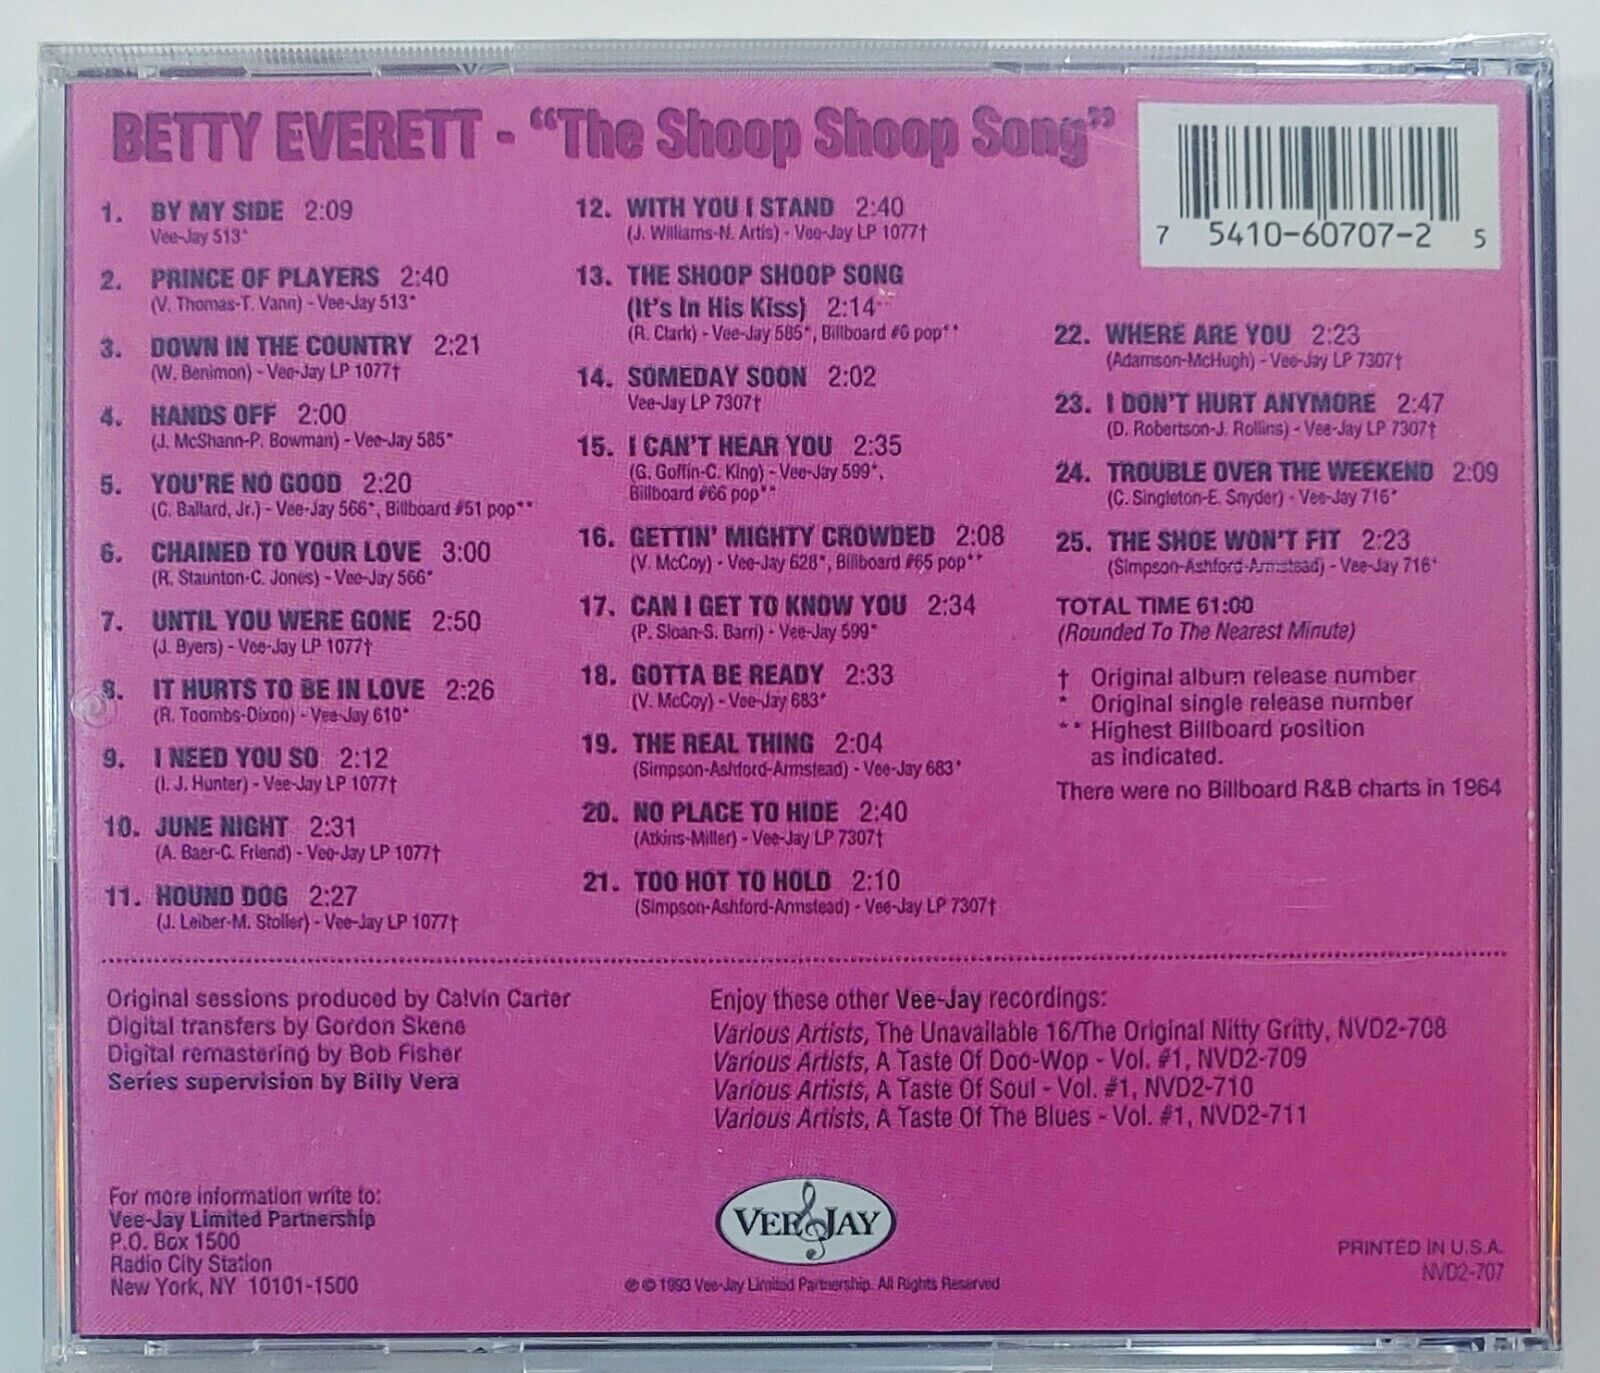 BETTY EVERETT - “The Shoop Shoop Song”
1. BY MY SIDE 2:09
Vee-Jay 513*
2. PRINCE OF PLAYERS 2:40
(V. Thomas-T. Vann) - Vee-Jay 513*
3. DOWN IN THE COUNTRY 2:21
(W. Benimon) - Vee-Jay LP 1077†
4. HANDS OFF 2:00
(J. McShann-P. Bowman) - Vee-Jay 585*
5. YOU'RE NO GOOD 2:20
(C. Ballard, Jr.) - Vee-Jay 566*, Billboard #51 pop**
6. CHAINED TO YOUR LOVE 3:00
(R. Staunton-C. Jones) - Vee-Jay 566*
7. UNTIL YOU WERE GONE 2:50
(J. Byers) - Vee-Jay LP 1077†
8. IT HURTS TO BE IN LOVE 2:26
(R. Toombs-Dixon) - Vee-Jay 610*
9. I NEED YOU SO 2:12
(I. J. Hunter) - Vee-Jay LP 1077†
10. JUNE NIGHT 2:31
(A. Baer-C. Friend) - Vee-Jay LP 1077†
11. HOUND DOG 2:27
(J. Leiber-M. Stoller) - Vee-Jay LP 1077†
12. WITH YOU I STAND 2:40
(J. Williams-N. Artis) - Vee-Jay LP 1077†
13. THE SHOOP SHOOP SONG
(It's In His Kiss) 2:14
(R. Clark) - Vee-Jay 585*, Billboard #6 pop**
14. SOMEDAY SOON 2:02
Vee-Jay LP 7307†
15. I CAN'T HEAR YOU 2:35
(G. Goffin-C. King) - Vee-Jay 599*,
Billboard #66 pop**
16. GETTIN' MIGHTY CROWDED 2:08
(V. McCoy) - Vee-Jay 628*, Billboard #65 pop**
17. CAN I GET TO KNOW YOU 2:34
(P. Sloan-S. Barri) - Vee-Jay 599*
18. GOTTA BE READY 2:33
(V. McCoy) - Vee-Jay 683*
19. THE REAL THING 2:04
(Simpson-Ashford-Armstead) - Vee-Jay 683*
20. NO PLACE TO HIDE 2:40
(Atkins-Miller) - Vee-Jay LP 7307†
21. TOO HOT TO HOLD 2:10
(Simpson-Ashford-Armstead) - Vee-Jay LP 7307†
7 5410-60707-2 5
22. WHERE ARE YOU 2:23
(Adamson-McHugh) - Vee-Jay LP 7307†
23. I DON'T HURT ANYMORE 2:47
(D. Robertson-J. Rollins) - Vee-Jay LP 7307†
24. TROUBLE OVER THE WEEKEND 2:09
(C. Singleton-E. Snyder) - Vee-Jay 716*
25. THE SHOE WON'T FIT 2:23
(Simpson-Ashford-Armstead) - Vee-Jay 716*
TOTAL TIME 61:00
(Rounded To The Nearest Minute)
† Original album release number
* Original single release number
** Highest Billboard position
as indicated.
There were no Billboard R&B charts in 1964
Original sessions produced by Calvin Carter
Digital transfers by Gordon Skene
Digital remastering by Bob Fisher
Series supervision by Billy Vera
Enjoy these other Vee-Jay recordings:
Various Artists, The Unavailable 16/The Original Nitty Gritty, NVD2-708
Various Artists, A Taste Of Doo-Wop - Vol. #1, NVD2-709
Various Artists, A Taste Of Soul - Vol. #1, NVD2-710
Various Artists, A Taste Of The Blues - Vol. #1, NVD2-711
For more information write to:
Vee-Jay Limited Partnership
P.O. Box 1500
Radio City Station
New York, NY 10101-1500
VEE JAY
℗ © 1993 Vee-Jay Limited Partnership. All Rights Reserved
PRINTED IN U.S.A.
NVD2-707